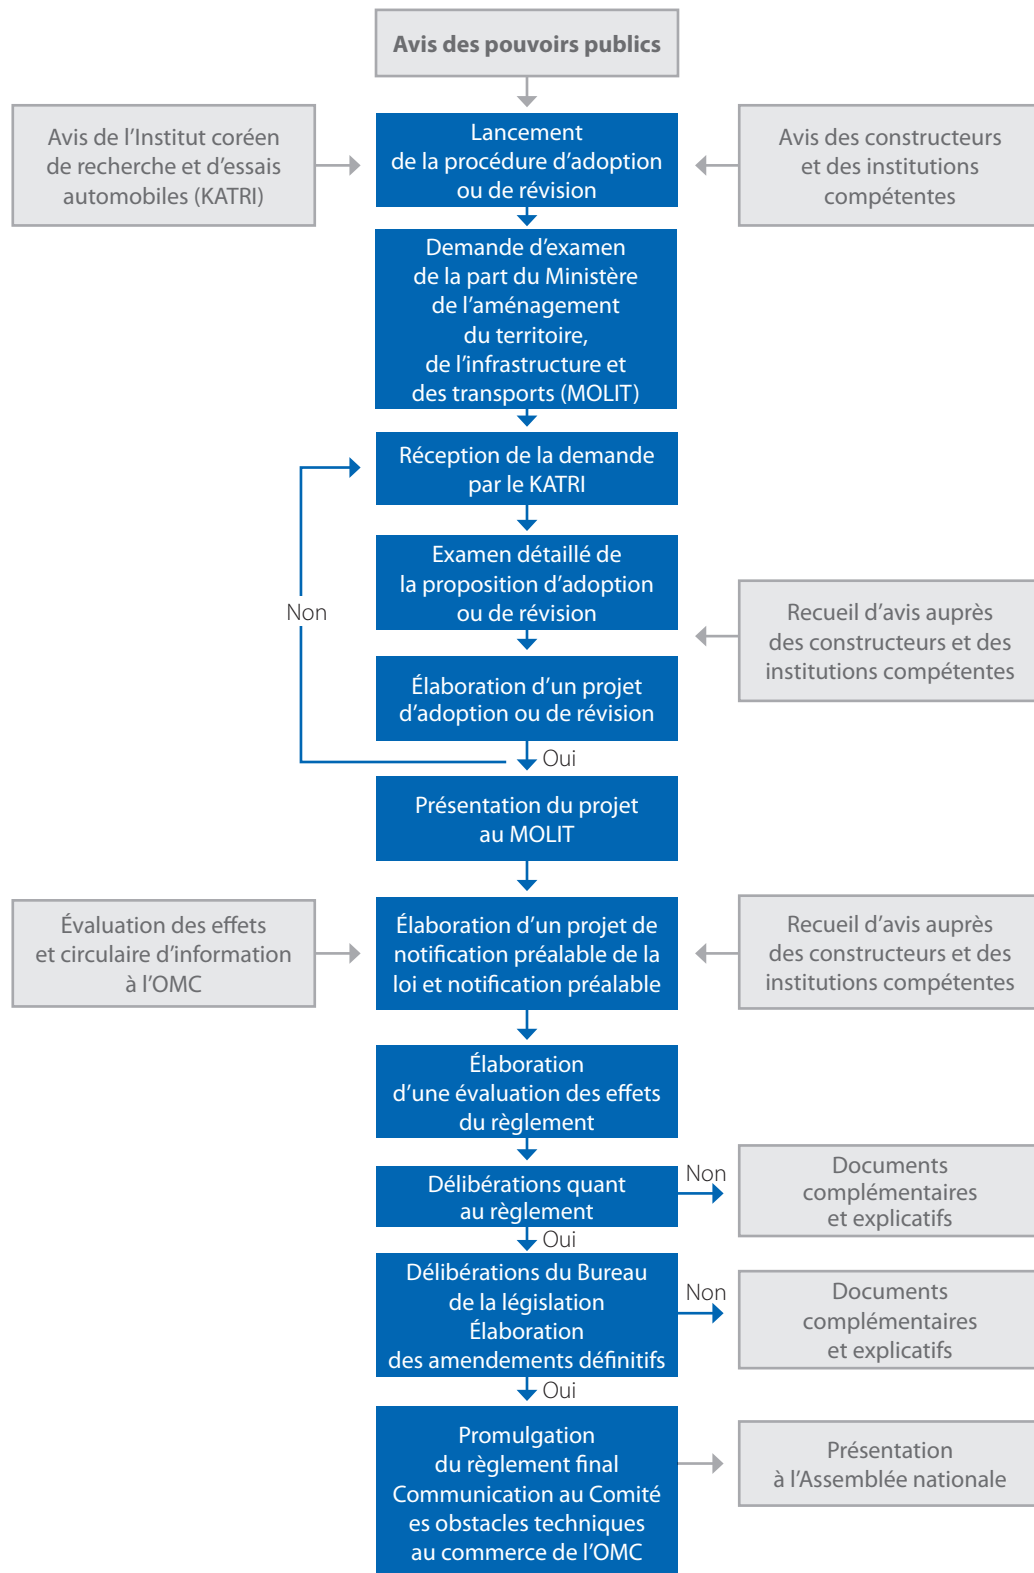 Avis des pouvoirs publics
Avis de l'Institut coréen
de recherche et d'essais
automobiles (KATRI)
Lancement
de la procédure d'adoption
ou de révision
Avis des constructeurs
et des institutions
compétentes
Demande d'examen
de la part du Ministère
de l'aménagement
du territoire,
de l'infrastructure et
des transports (MOLIT)
Réception de la demande
par le KATRI
Examen détaillé de
la proposition d'adoption
ou de révision
Non
Recueil d'avis auprès
des constructeurs et des
institutions compétentes
Élaboration d'un projet
d'adoption ou de révision
Oui
Présentation du projet
au MOLIT
Évaluation des effets
et circulaire d'information
à l'OMC
Élaboration d'un projet de
notification préalable de la
loi et notification préalable
Recueil d'avis auprès
des constructeurs et des
institutions compétentes
Élaboration
d'une évaluation des effets
du règlement
Délibérations quant
au règlement
Non
Documents
complémentaires
et explicatifs
Oui
Délibérations du Bureau
de la législation
Élaboration
des amendements définitifs
Non
Documents
complémentaires
et explicatifs
Oui
Promulgation
du règlement final
Communication au Comité
es obstacles techniques
au commerce de l'OMC
Présentation
à l'Assemblée nationale